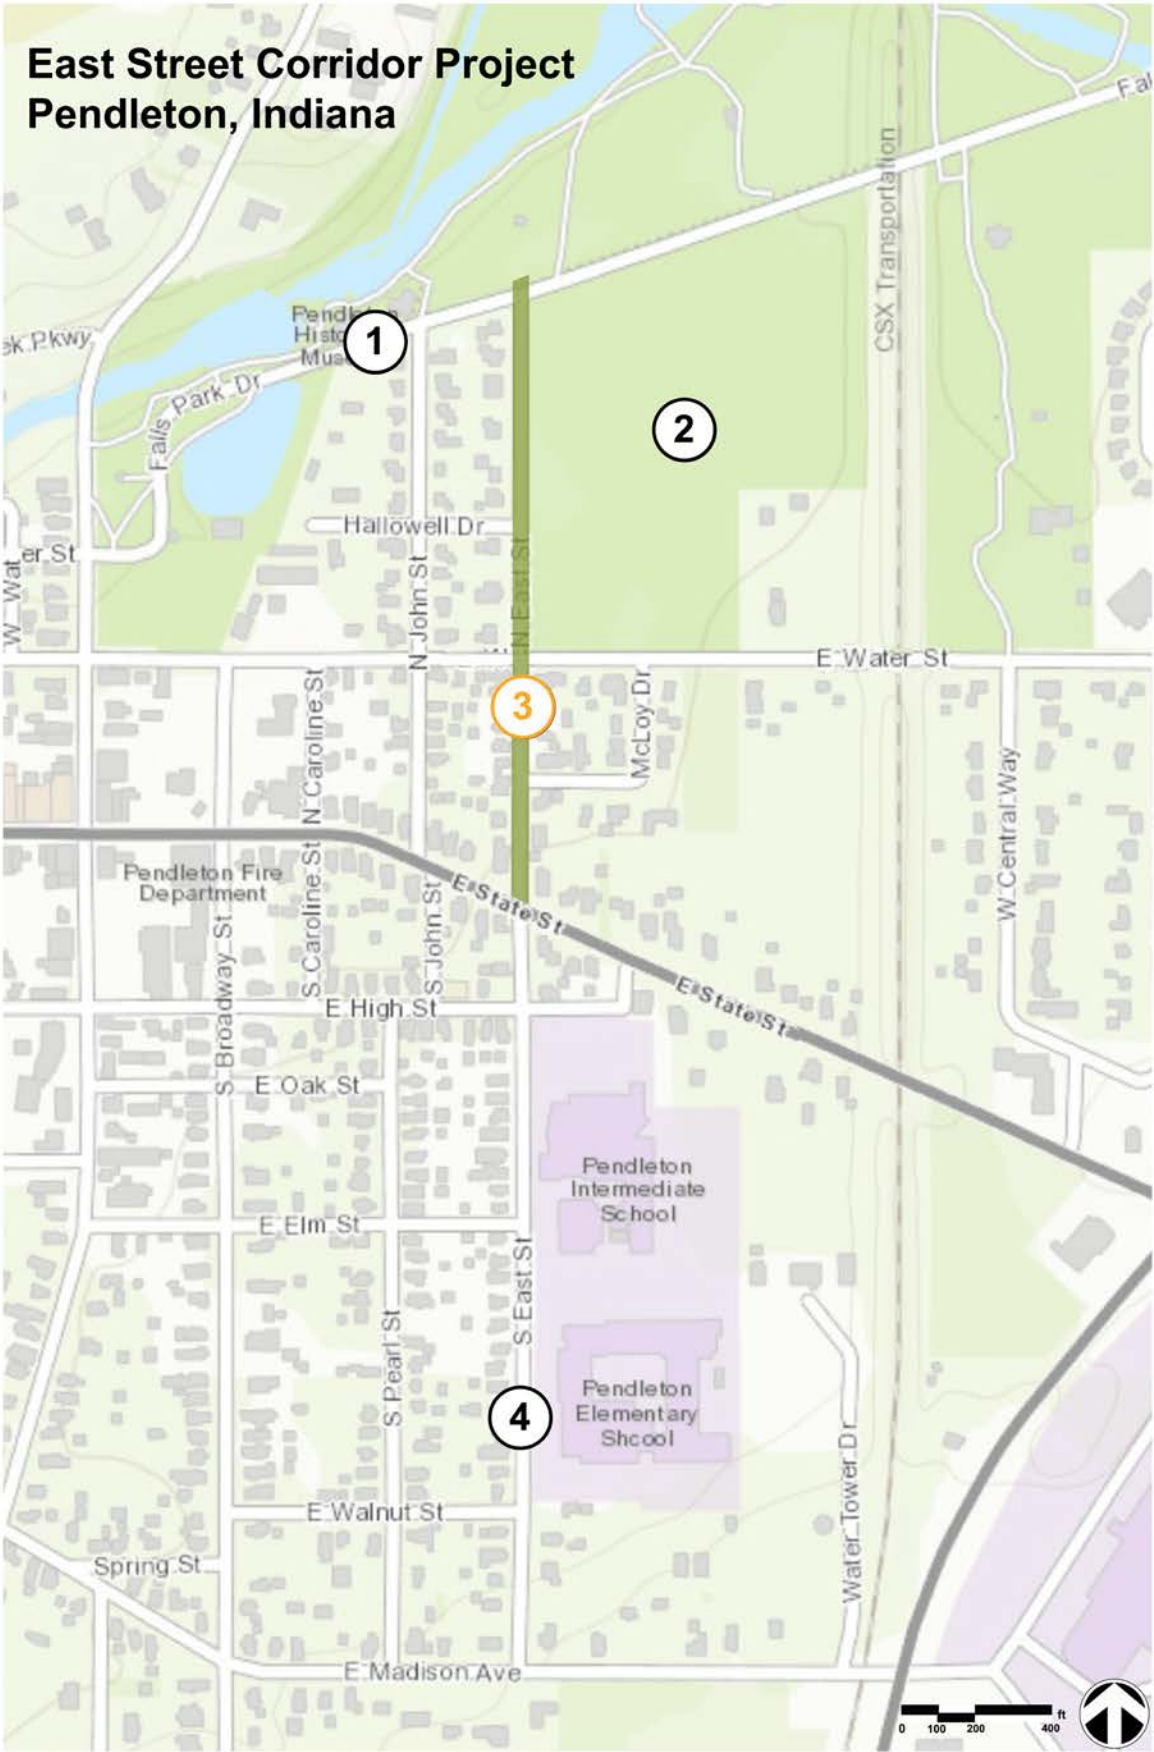 East Street Corridor Project
Pendleton, Indiana
Fal
CSX Transportation
Pendleton
Histo
Mus
1
ek Pkwy
Falls Park Dr
2
Hallowell Dr
er St
W Wat
N John St
N East St
E Water St
3
McLoy Dr
N Caroline St
W Central Way
Pendleton Fire
Department
E State St
S Caroline St
S John St
S Broadway St
E State St
E High St
E Oak St
Pendleton
Intermediate
School
E Elm St
S East St
S Pearl St
4
Pendleton
Elementary
Shcool
Water Tower Dr
E Walnut St
Spring St
E Madison Ave
ft
0 100 200 400